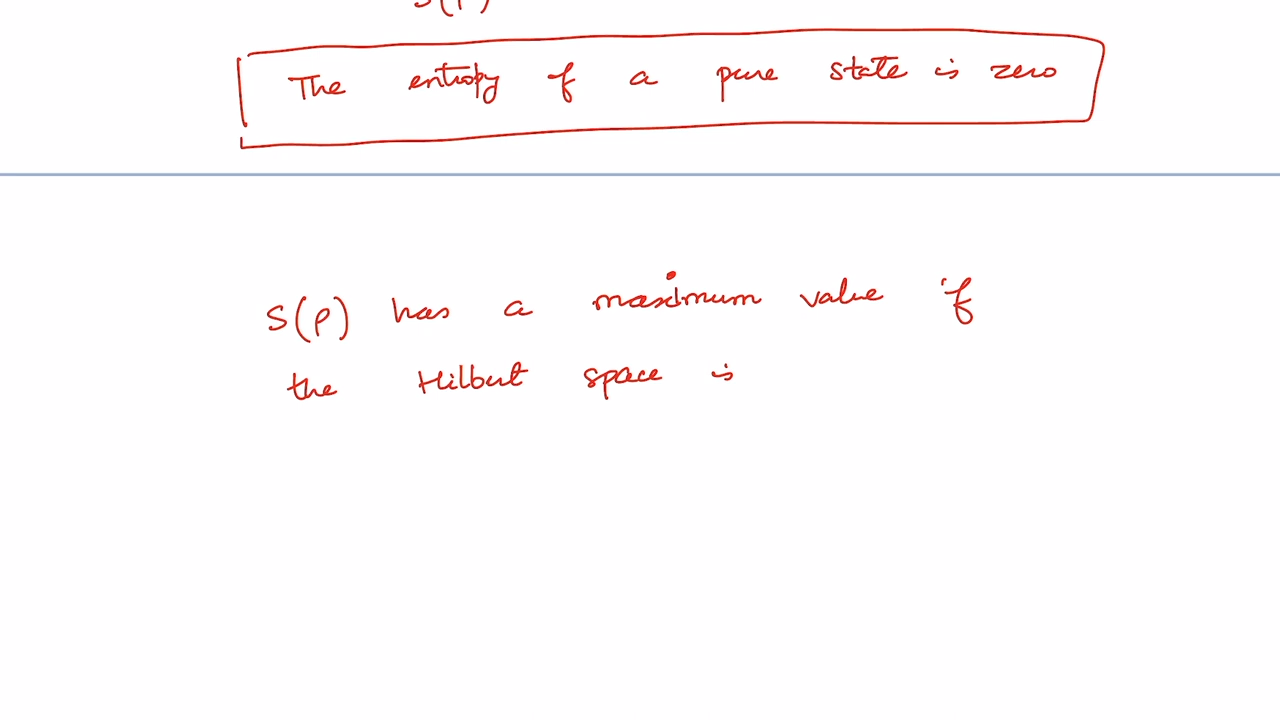 S(ρ)
The entropy of a pure state is zero
S(ρ) has a maximum value if
the Hilbert space is